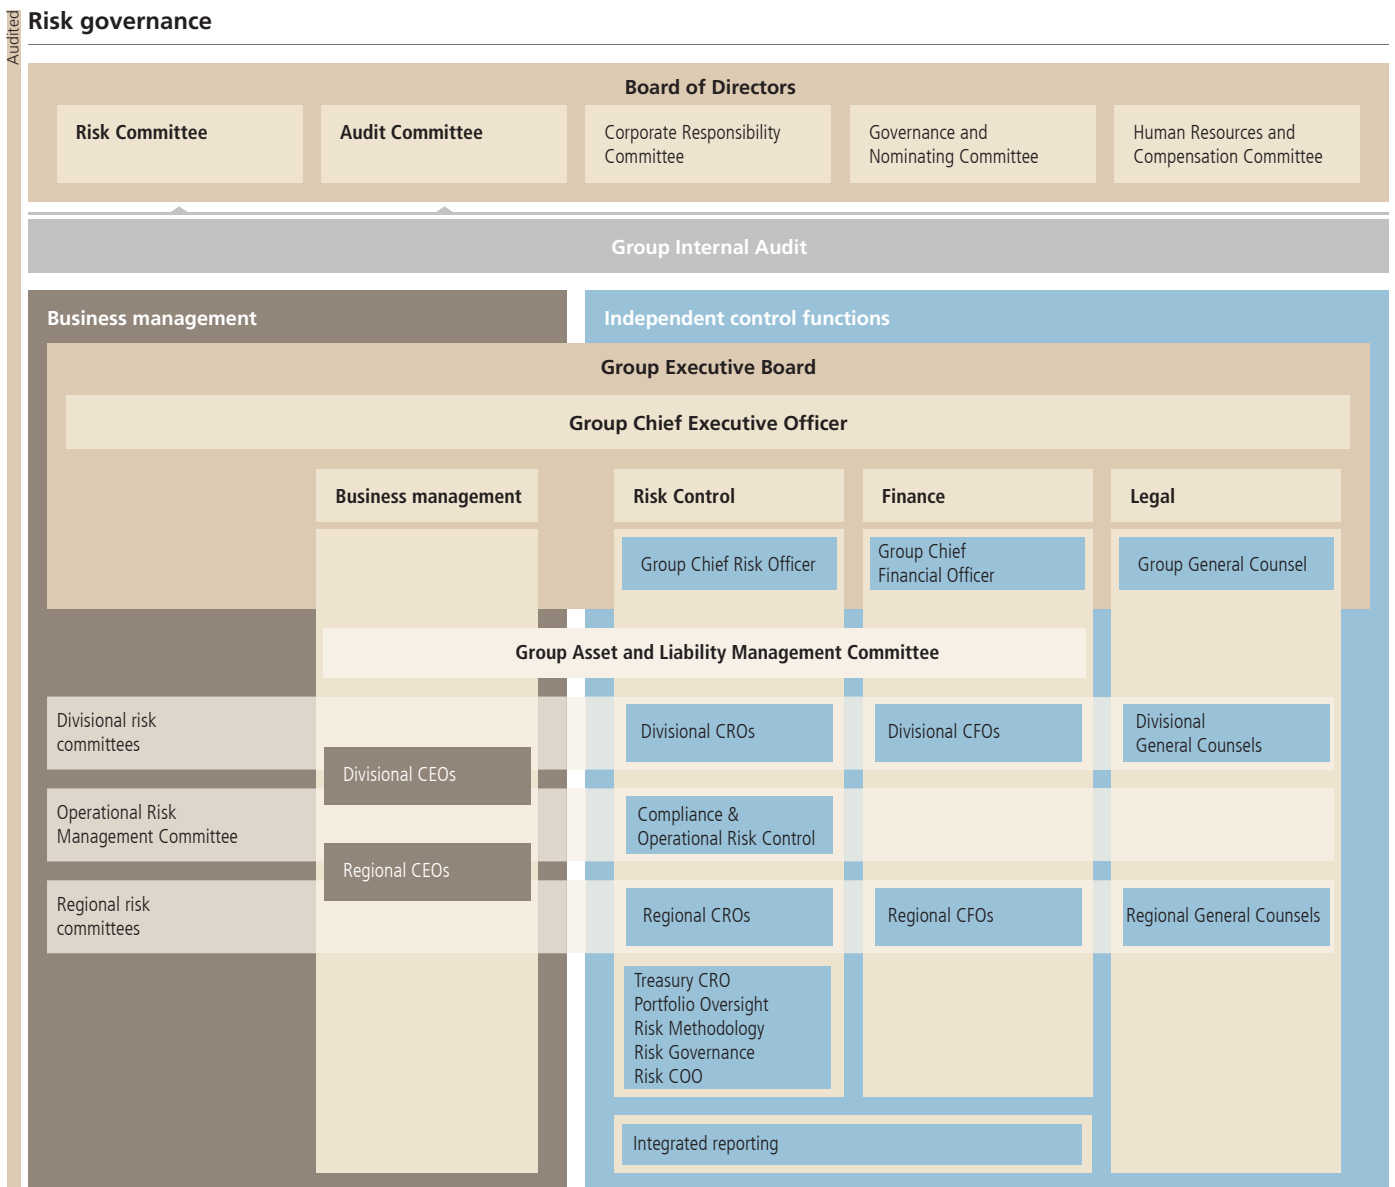 Audited
Risk governance
Board of Directors
Risk Committee
Audit Committee
Corporate Responsibility
Committee
Governance and
Nominating Committee
Human Resources and
Compensation Committee
Group Internal Audit
Business management
Independent control functions
Group Executive Board
Group Chief Executive Officer
Business management
Risk Control
Finance
Legal
Group Chief Risk Officer
Group Chief
Financial Officer
Group General Counsel
Group Asset and Liability Management Committee
Divisional risk
committees
Divisional CEOs
Divisional CROs
Divisional CFOs
Divisional
General Counsels
Operational Risk
Management Committee
Compliance &
Operational Risk Control
Regional CEOs
Regional risk
committees
Regional CROs
Regional CFOs
Regional General Counsels
Treasury CRO
Portfolio Oversight
Risk Methodology
Risk Governance
Risk COO
Integrated reporting